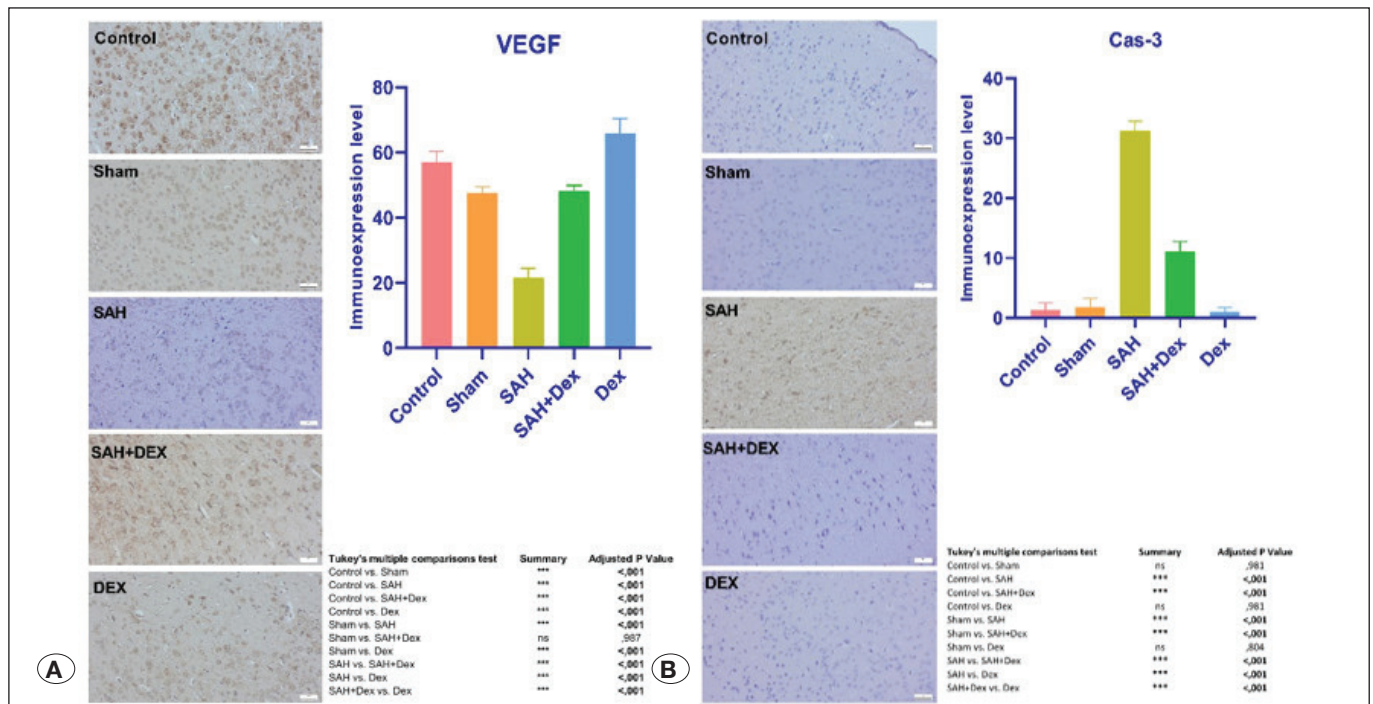 Control
Sham
SAH
SAH+DEX
DEX
A
VEGF
Immunoexpression level
80
60
40
20
0
Control
Sham
SAH
SAH+Dex
Dex
Tukey's multiple comparisons test Summary Adjusted P Value
Control vs. Sham *** <,001
Control vs. SAH *** <,001
Control vs. SAH+Dex *** <,001
Control vs. Dex *** <,001
Sham vs. SAH *** <,001
Sham vs. SAH+Dex ns ,987
Sham vs. Dex *** <,001
SAH vs. SAH+Dex *** <,001
SAH vs. Dex *** <,001
SAH+Dex vs. Dex *** <,001
Control
Sham
SAH
SAH+DEX
DEX
B
Cas-3
Immunoexpression level
40
30
20
10
0
Control
Sham
SAH
SAH+Dex
Dex
Tukey's multiple comparisons test Summary Adjusted P Value
Control vs. Sham ns ,981
Control vs. SAH *** <,001
Control vs. SAH+Dex *** <,001
Control vs. Dex ns ,981
Sham vs. SAH *** <,001
Sham vs. SAH+Dex *** <,001
Sham vs. Dex ns ,804
SAH vs. SAH+Dex *** <,001
SAH vs. Dex *** <,001
SAH+Dex vs. Dex *** <,001